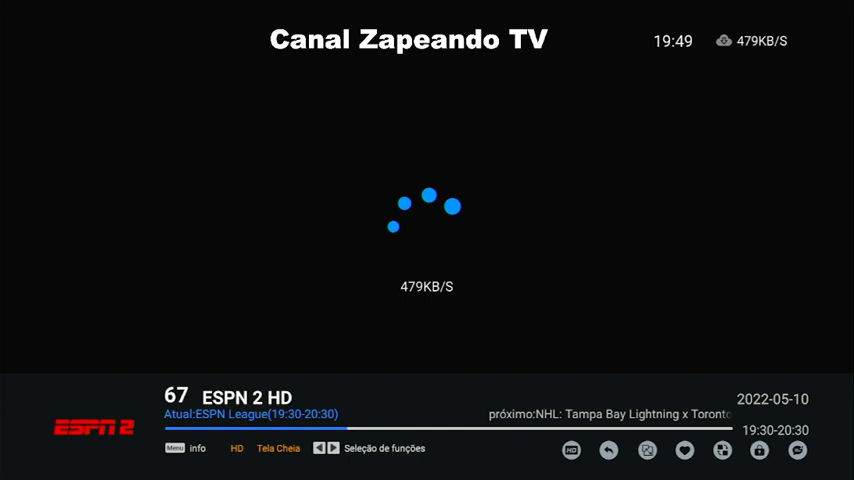 Canal Zapeando TV
19:49 479KB/S
479KB/S
67 ESPN 2 HD
2022-05-10
Atual:ESPN League(19:30-20:30)
próximo:NHL: Tampa Bay Lightning x Toronto
ESPN 2
19:30-20:30
Menu info HD Tela Cheia Seleção de funções
HD